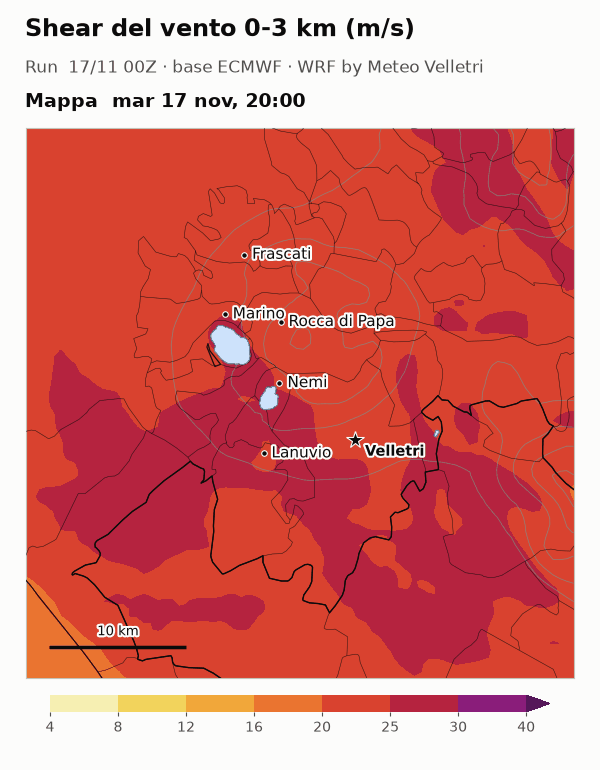 Shear del vento 0-3 km (m/s)
Run  17/11 00Z · base ECMWF · WRF by Meteo Velletri
Mappa  mar 17 nov, 20:00
Frascati
Marino
Rocca di Papa
Nemi
Velletri
Lanuvio
10 km
4 8 12 16 20 25 30 40